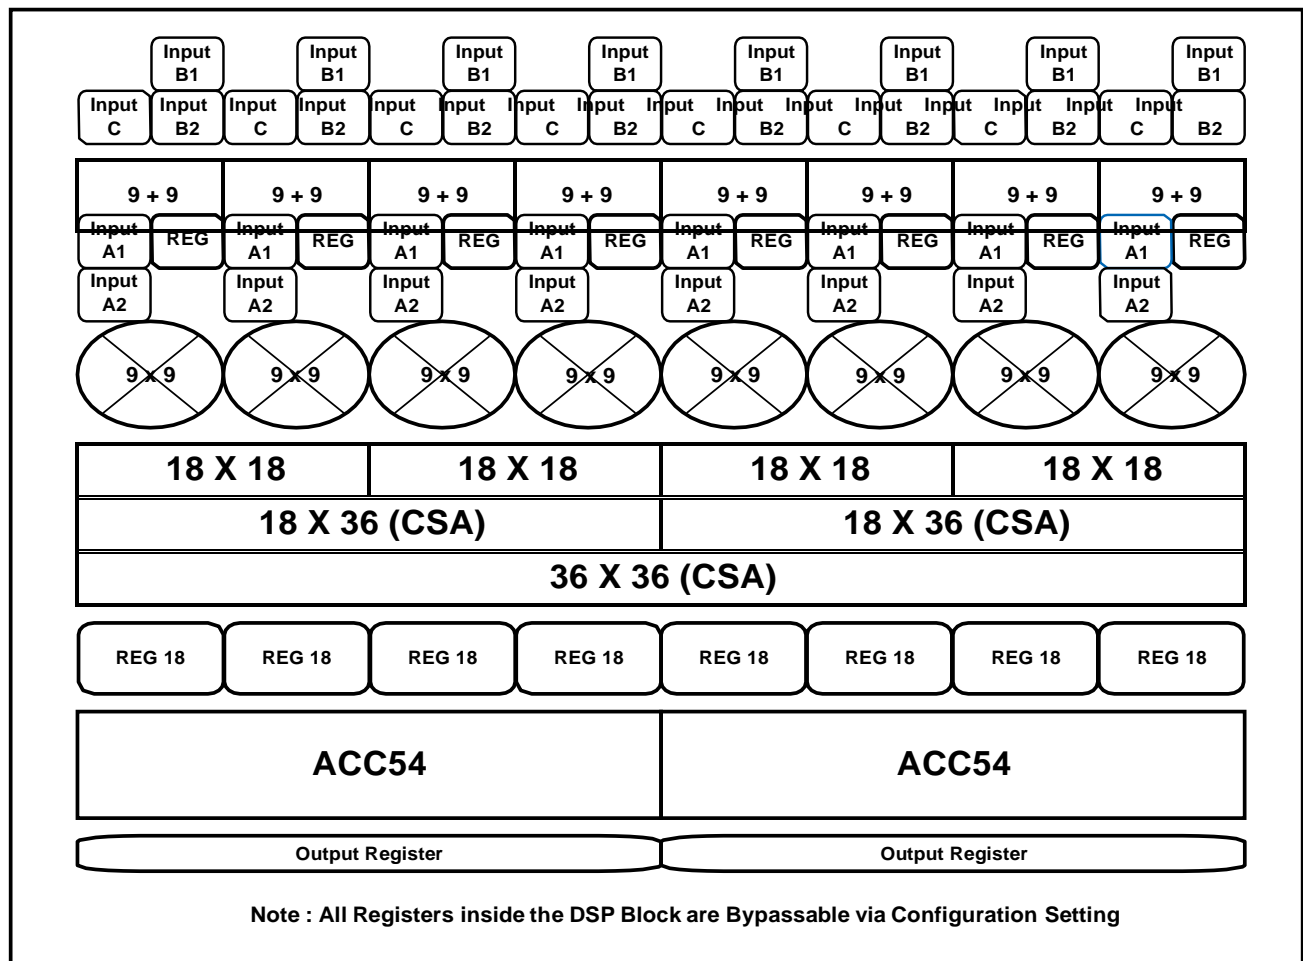 Input Input Input Input Input Input Input Input
B1 B1 B1 B1 B1 B1 B1 B1
Input Input Input Input Input Input Input Input Input Input Input Input Input Input Input Input
C B2 C B2 C B2 C B2 C B2 C B2 C B2 C B2
9 + 9 9 + 9 9 + 9 9 + 9 9 + 9 9 + 9 9 + 9 9 + 9
Input REG Input REG Input REG Input REG Input REG Input REG Input REG Input REG
A1 A1 A1 A1 A1 A1 A1 A1
Input Input Input Input Input Input Input Input
A2 A2 A2 A2 A2 A2 A2 A2
9 x 9 9 x 9 9 x 9 9 x 9 9 x 9 9 x 9 9 x 9 9 x 9
18 X 18 18 X 18 18 X 18 18 X 18
18 X 36 (CSA) 18 X 36 (CSA)
36 X 36 (CSA)
REG 18 REG 18 REG 18 REG 18 REG 18 REG 18 REG 18 REG 18
ACC54 ACC54
Output Register Output Register
Note : All Registers inside the DSP Block are Bypassable via Configuration Setting